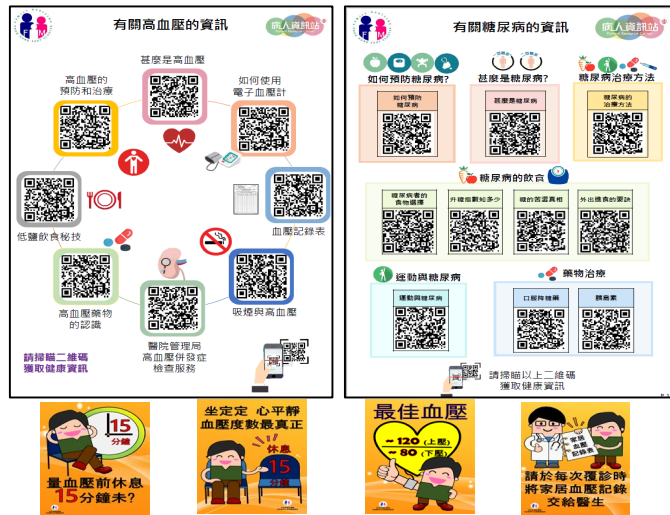 有關高血壓的資訊
病人資訊站
甚麼是高血壓
高血壓的
預防和治療
如何使用
電子血壓計
低鹽飲食秘技
血壓記錄表
高血壓藥物
的認識
吸煙與高血壓
醫院管理局
高血壓併發症
檢查服務
請掃瞄二維碼
獲取健康資訊
有關糖尿病的資訊
病人資訊站
如何預防糖尿病?
甚麼是糖尿病?
糖尿病治療方法
如何預防
糖尿病
甚麼是糖尿病
糖尿病的
治療方法
糖尿病的飲食
糖尿病者的
食物選擇
升糖指數知多少
糖的苦澀真相
外出進食的要訣
運動與糖尿病
藥物治療
運動與糖尿病
口服降糖藥
胰島素
請掃瞄以上二維碼
獲取健康資訊
15
分鐘
量血壓前休息
15分鐘未?
坐定定 心平靜
血壓度數最真正
休息
15
分鐘
最佳血壓
~120 (上壓)
~80 (下壓)
家居
血壓
記錄表
請於每次覆診時
將家居血壓記錄
交給醫生